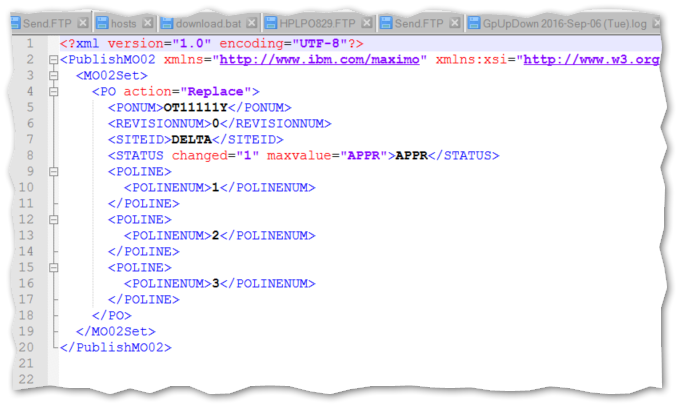 Send.FTP hosts download.bat HPLPO829.FTP Send.FTP GpUpDown 2016-Sep-06 (Tue).log
1 <?xml version="1.0" encoding="UTF-8"?>
2 <PublishMO02 xmlns="http://www.ibm.com/maximo" xmlns:xsi="http://www.w3.org
3 <MO02Set>
4 <PO action="Replace">
5 <PONUM>OT11111Y</PONUM>
6 <REVISIONNUM>0</REVISIONNUM>
7 <SITEID>DELTA</SITEID>
8 <STATUS changed="1" maxvalue="APPR">APPR</STATUS>
9 <POLINE>
10 <POLINENUM>1</POLINENUM>
11 </POLINE>
12 <POLINE>
13 <POLINENUM>2</POLINENUM>
14 </POLINE>
15 <POLINE>
16 <POLINENUM>3</POLINENUM>
17 </POLINE>
18 </PO>
19 </MO02Set>
20 </PublishMO02>
21
22